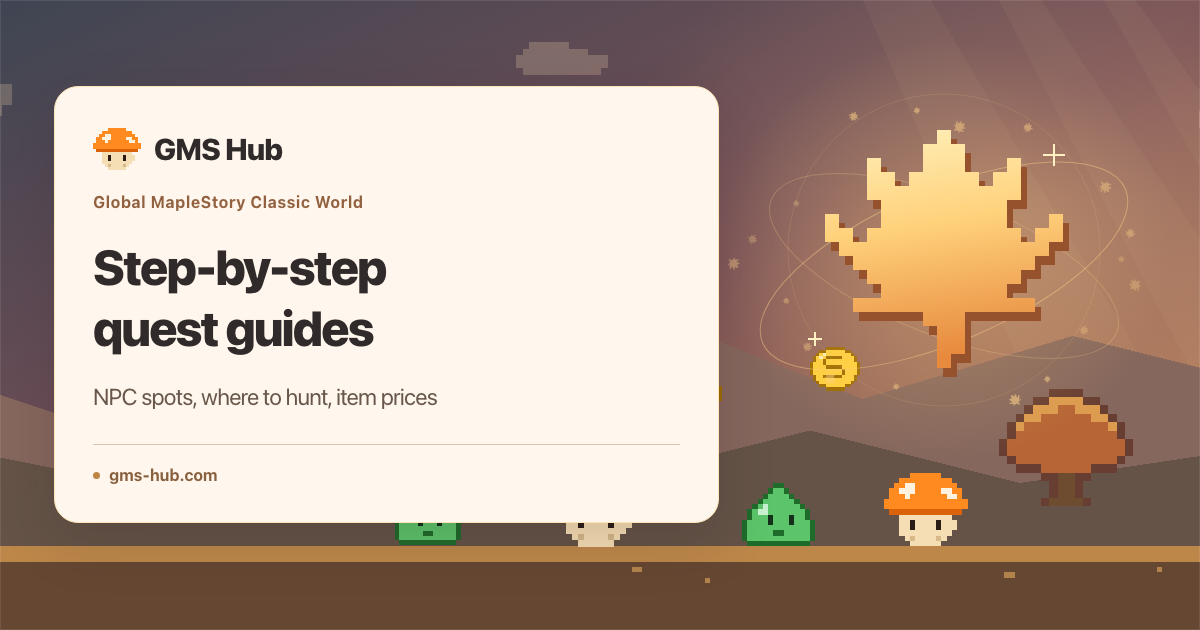 GMS Hub
Global MapleStory Classic World
Step-by-step
quest guides
NPC spots, where to hunt, item prices
gms-hub.com